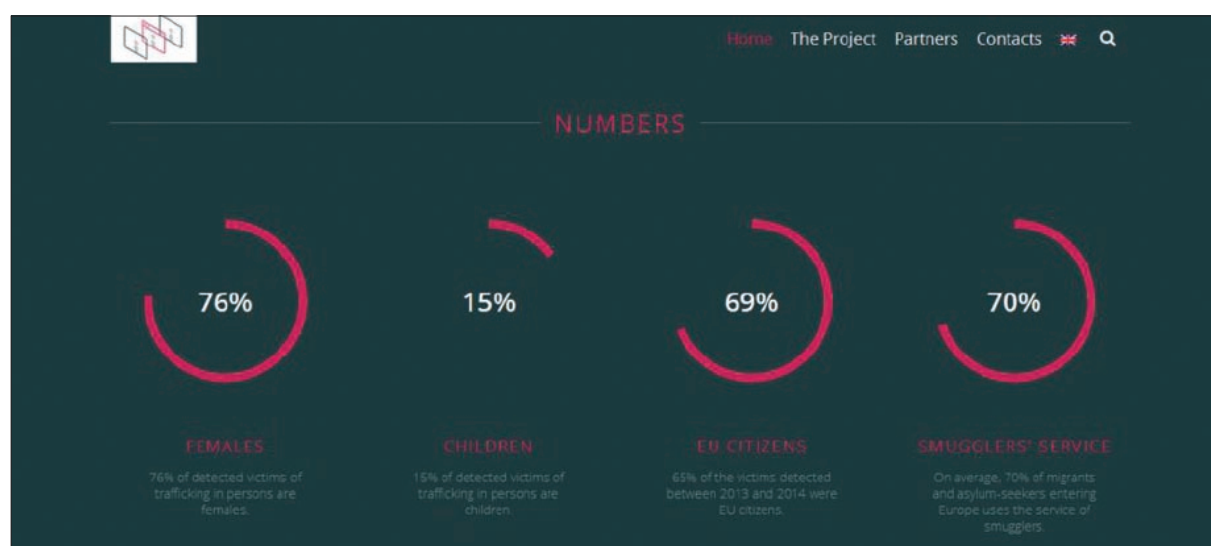 Home The Project Partners Contacts
NUMBERS
76%
15%
69%
70%
FEMALES
76% of detected victims of
trafficking in persons are
females.
CHILDREN
15% of detected victims of
trafficking in persons are
children.
EU CITIZENS
65% of the victims detected
between 2013 and 2014 were
EU citizens.
SMUGGLERS' SERVICE
On average, 70% of migrants
and asylum-seekers entering
Europe uses the service of
smugglers.